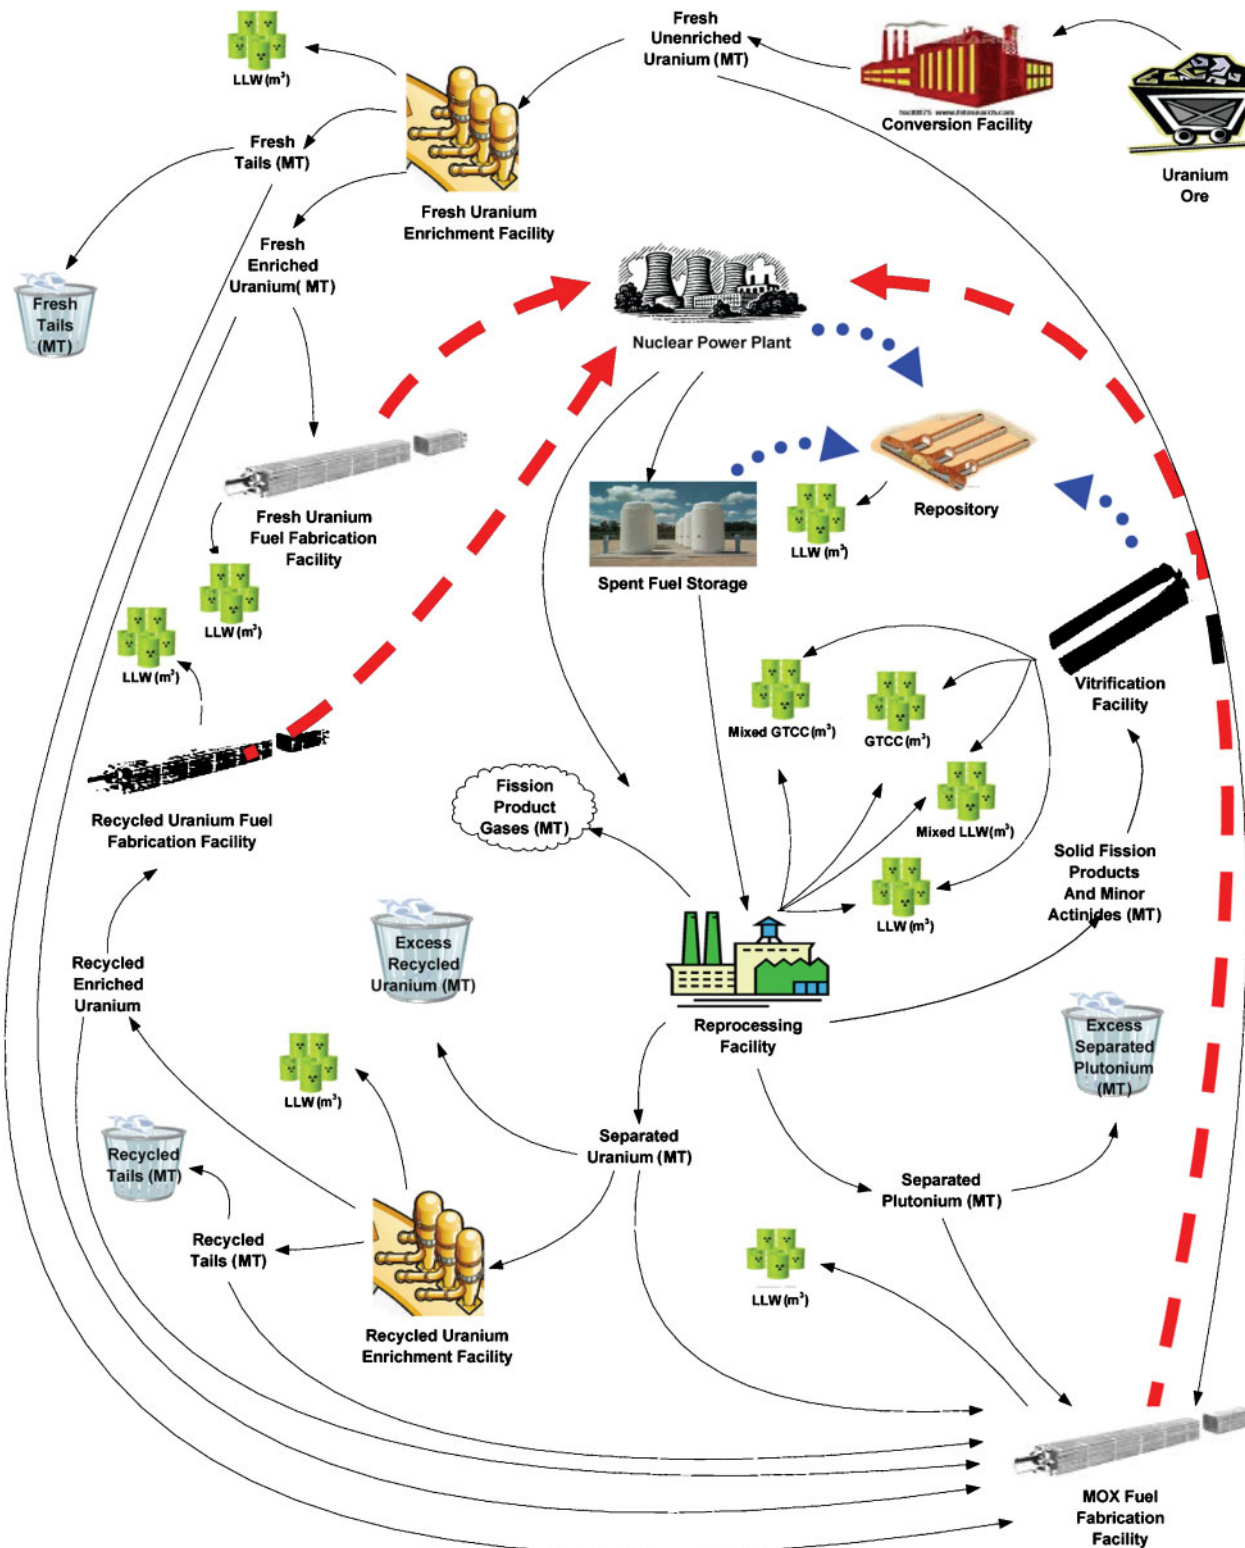 LLW (m³)
Fresh
Unenriched
Uranium (MT)
Conversion Facility
Uranium
Ore
Fresh
Tails (MT)
Fresh Uranium
Enrichment Facility
Fresh
Enriched
Uranium( MT)
Fresh
Tails
(MT)
Nuclear Power Plant
Repository
LLW (m³)
Fresh Uranium
Fuel Fabrication
Facility
Spent Fuel Storage
LLW (m³)
LLW (m³)
Vitrification
Facility
Mixed GTCC (m³)
GTCC (m³)
Mixed LLW(m³)
LLW (m³)
Fission
Product
Gases (MT)
Recycled Uranium Fuel
Fabrication Facility
Solid Fission
Products
And Minor
Actinides (MT)
Excess
Recycled
Uranium (MT)
Recycled
Enriched
Uranium
Reprocessing
Facility
Excess
Separated
Plutonium
(MT)
LLW (m³)
Recycled
Tails (MT)
Separated
Uranium (MT)
Separated
Plutonium (MT)
Recycled
Tails (MT)
LLW (m³)
Recycled Uranium
Enrichment Facility
MOX Fuel
Fabrication
Facility